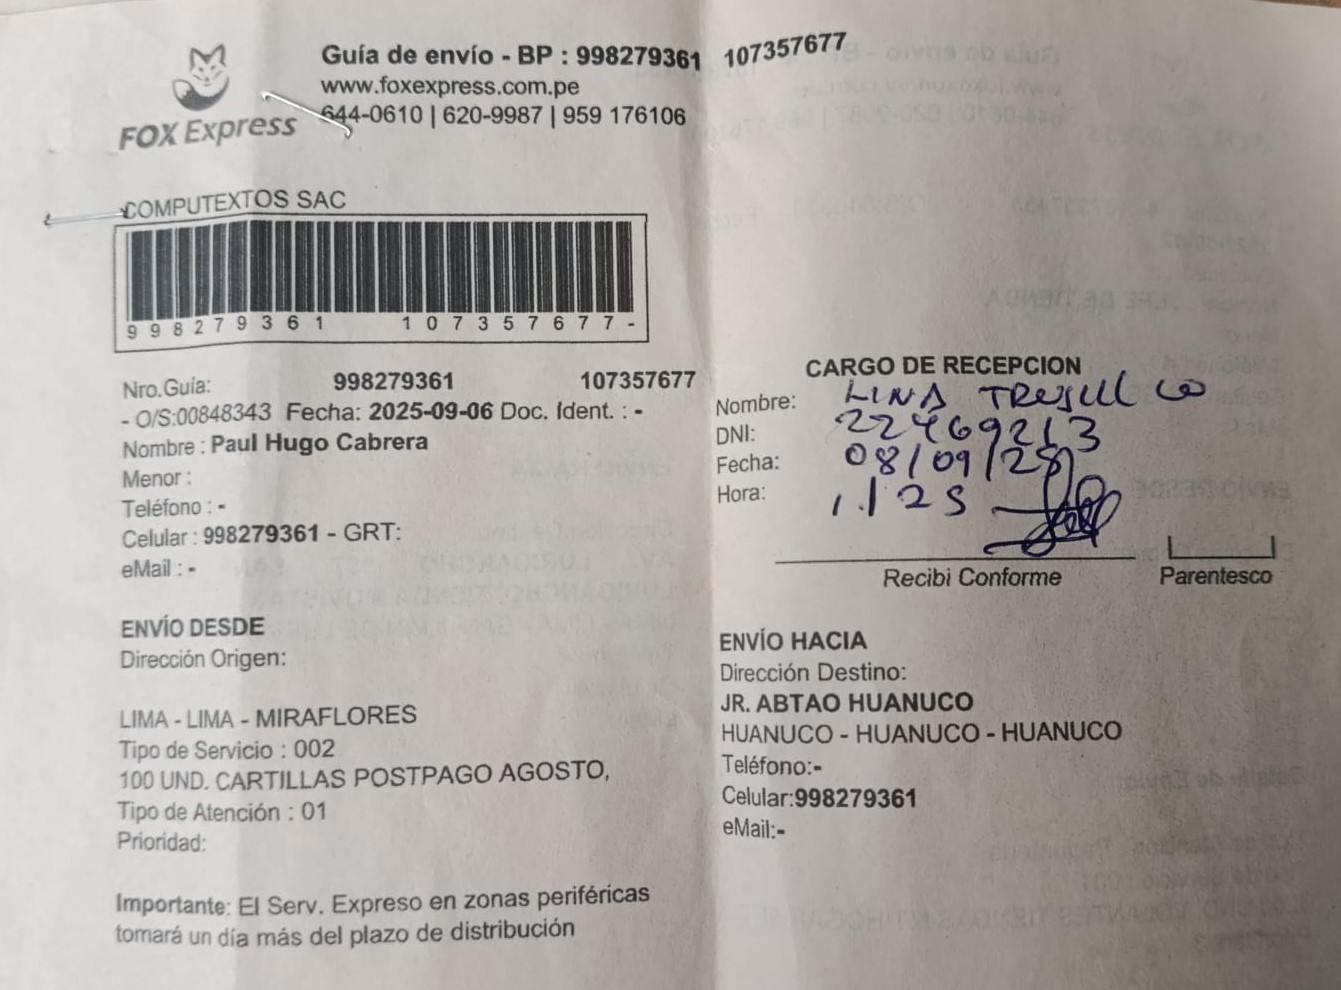 FOX Express
Guía de envío - BP : 998279361 107357677
www.foxexpress.com.pe
644-0610 | 620-9987 | 959 176106
COMPUTEXTOS SAC
998279361 107357677-
Nro.Guía: 998279361 107357677
- O/S:00848343 Fecha: 2025-09-06 Doc. Ident. : -
Nombre : Paul Hugo Cabrera
Menor :
Teléfono : -
Celular : 998279361 - GRT:
eMail : -
CARGO DE RECEPCION
Nombre: LINA TRUJILLO
DNI: 22469213
Fecha: 08/09/25
Hora: 1.125
Recibi Conforme
Parentesco
ENVÍO DESDE
Dirección Origen:
LIMA - LIMA - MIRAFLORES
Tipo de Servicio : 002
100 UND. CARTILLAS POSTPAGO AGOSTO,
Tipo de Atención : 01
Prioridad:
ENVÍO HACIA
Dirección Destino:
JR. ABTAO HUANUCO
HUANUCO - HUANUCO - HUANUCO
Teléfono:-
Celular:998279361
eMail:-
Importante: El Serv. Expreso en zonas periféricas
tomará un día más del plazo de distribución